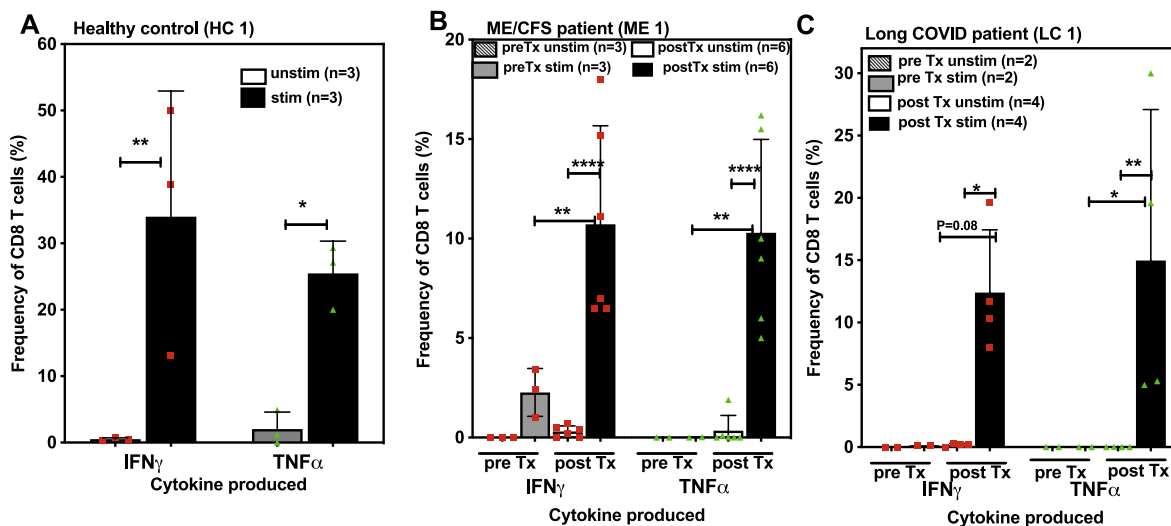 A
Healthy control (HC 1)
unstim (n=3)
stim (n=3)
Frequency of CD8 T cells (%)
60
50
40
30
20
10
0
**
*
IFNγ
TNFα
Cytokine produced
B
ME/CFS patient (ME 1)
preTx unstim (n=3)
postTx unstim (n=6)
preTx stim (n=3)
postTx stim (n=6)
Frequency of CD8 T cells (%)
20
15
10
5
0
****
**
****
**
pre Tx
post Tx
pre Tx
post Tx
IFNγ
TNFα
Cytokine produced
C
Long COVID patient (LC 1)
pre Tx unstim (n=2)
pre Tx stim (n=2)
post Tx unstim (n=4)
post Tx stim (n=4)
Frequency of CD8 T cells (%)
30
25
20
15
10
5
0
*
P=0.08
**
*
pre Tx
post Tx
pre Tx
post Tx
IFNγ
TNFα
Cytokine produced